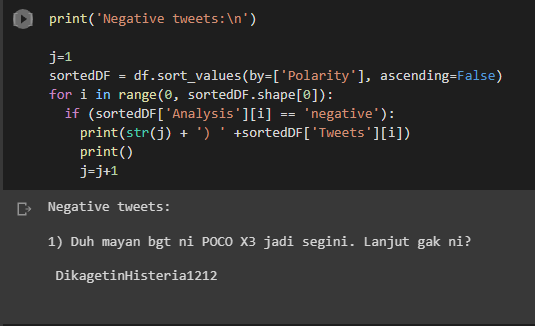 print('Negative tweets:\n')
j=1
sortedDF = df.sort_values(by=['Polarity'], ascending=False)
for i in range(0, sortedDF.shape[0]):
  if (sortedDF['Analysis'][i] == 'negative'):
    print(str(j) + ') ' +sortedDF['Tweets'][i])
    print()
    j=j+1
Negative tweets:
1) Duh mayan bgt ni POCO X3 jadi segini. Lanjut gak ni?
DikagetinHisteria1212